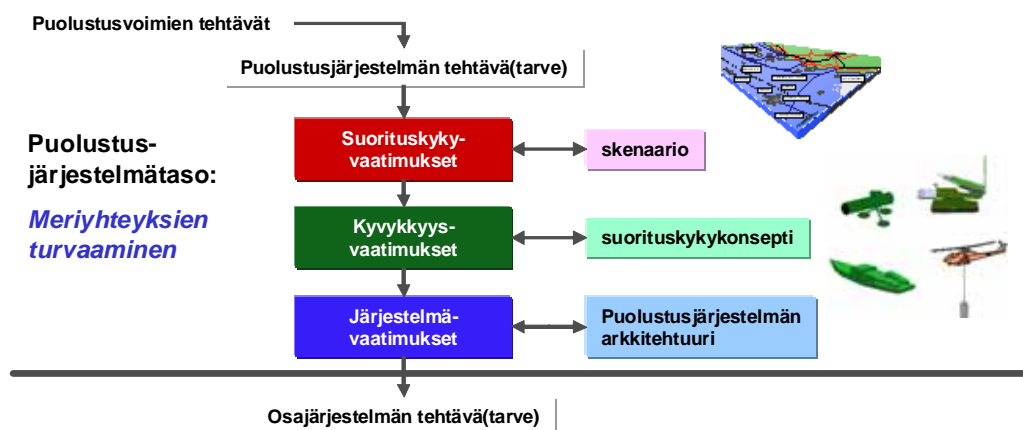 Puolustusvoimien tehtävät
Puolustusjärjestelmän tehtävä(tarve)
Puolustus-
järjestelmätaso:
Meriyhteyksien
turvaaminen
Suorituskyky-
vaatimukset
skenaario
Kyvykkyys-
vaatimukset
suorituskykykonsepti
Järjestelmä-
vaatimukset
Puolustusjärjestelmän
arkkitehtuuri
Osajärjestelmän tehtävä(tarve)